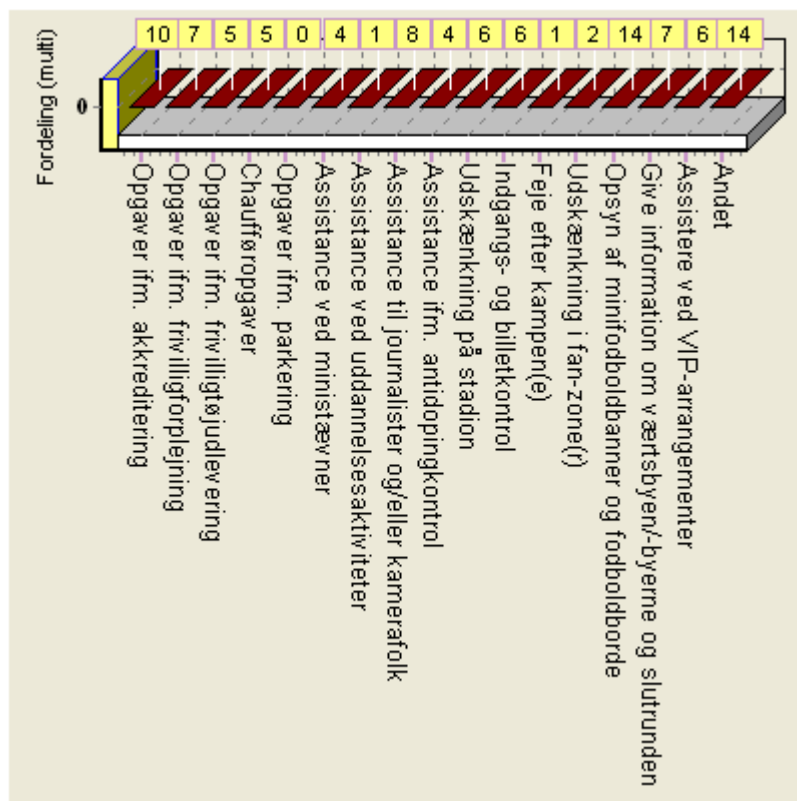 10 7 5 5 0 4 1 8 4 6 6 1 2 14 7 6 14
Fordeling (multi)
0
Opgaver ifm. akkreditering
Opgaver ifm. frivilligforplejning
Opgaver ifm. frivilligtøjudlevering
Chaufføropgaver
Opgaver ifm. parkering
Assistance ved ministævner
Assistance ved uddannelsesaktiviteter
Assistance til journalister og/eller kamerafolk
Assistance ifm. antidopingkontrol
Udskænkning på stadion
Indgangs- og billetkontrol
Feje efter kampen(e)
Udskænkning i fan-zone(r)
Opsyn af minifodboldbanner og fodboldborde
Give information om værtsbyen/-byerne og slutrunden
Assistere ved VIP-arrangementer
Andet